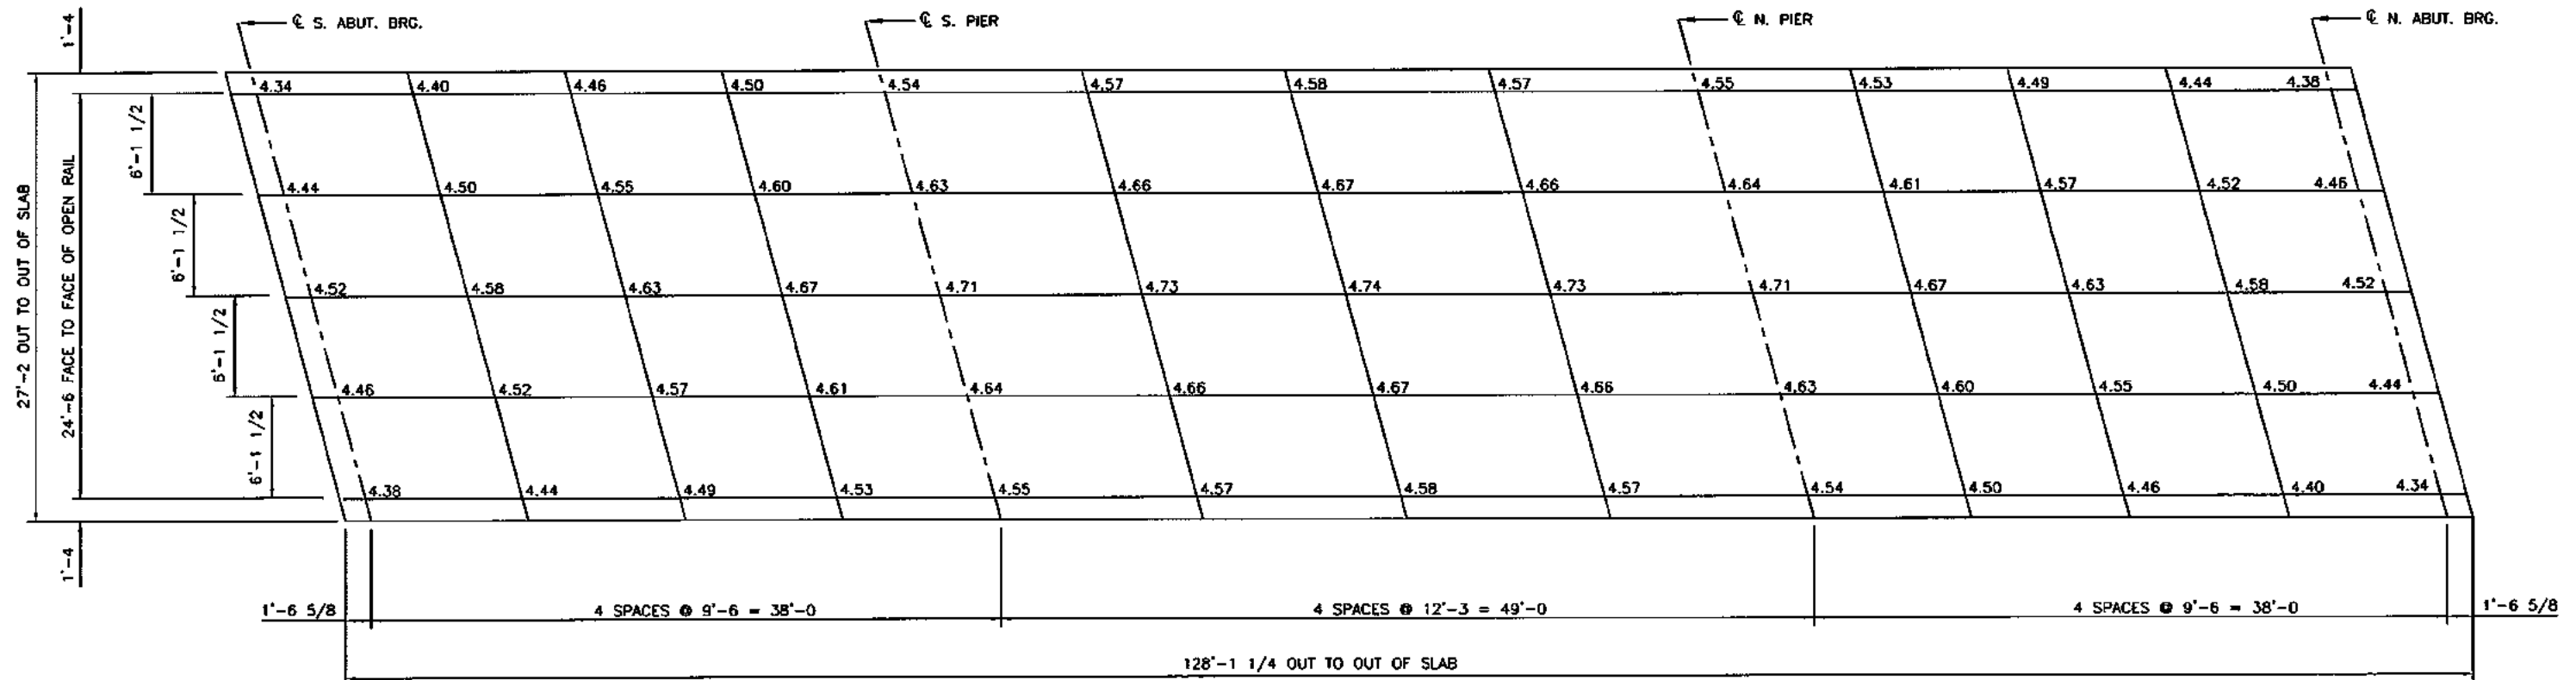 1'-4
℄ S. ABUT. BRG.
℄ S. PIER
℄ N. PIER
℄ N. ABUT. BRG.
4.34 4.40 4.46 4.50 4.54 4.57 4.58 4.57 4.55 4.53 4.49 4.44 4.38
6'-1 1/2
4.44 4.50 4.55 4.60 4.63 4.66 4.67 4.66 4.64 4.61 4.57 4.52 4.46
27'-2 OUT TO OUT OF SLAB
24'-6 FACE TO FACE OF OPEN RAIL
6'-1 1/2
4.52 4.58 4.63 4.67 4.71 4.73 4.74 4.73 4.71 4.67 4.63 4.58 4.52
6'-1 1/2
4.46 4.52 4.57 4.61 4.64 4.66 4.67 4.66 4.63 4.60 4.55 4.50 4.44
6'-1 1/2
4.38 4.44 4.49 4.53 4.55 4.57 4.58 4.57 4.54 4.50 4.46 4.40 4.34
1'-4
1'-6 5/8
4 SPACES @ 9'-6 = 38'-0
4 SPACES @ 12'-3 = 49'-0
4 SPACES @ 9'-6 = 38'-0
1'-6 5/8
128'-1 1/4 OUT TO OUT OF SLAB